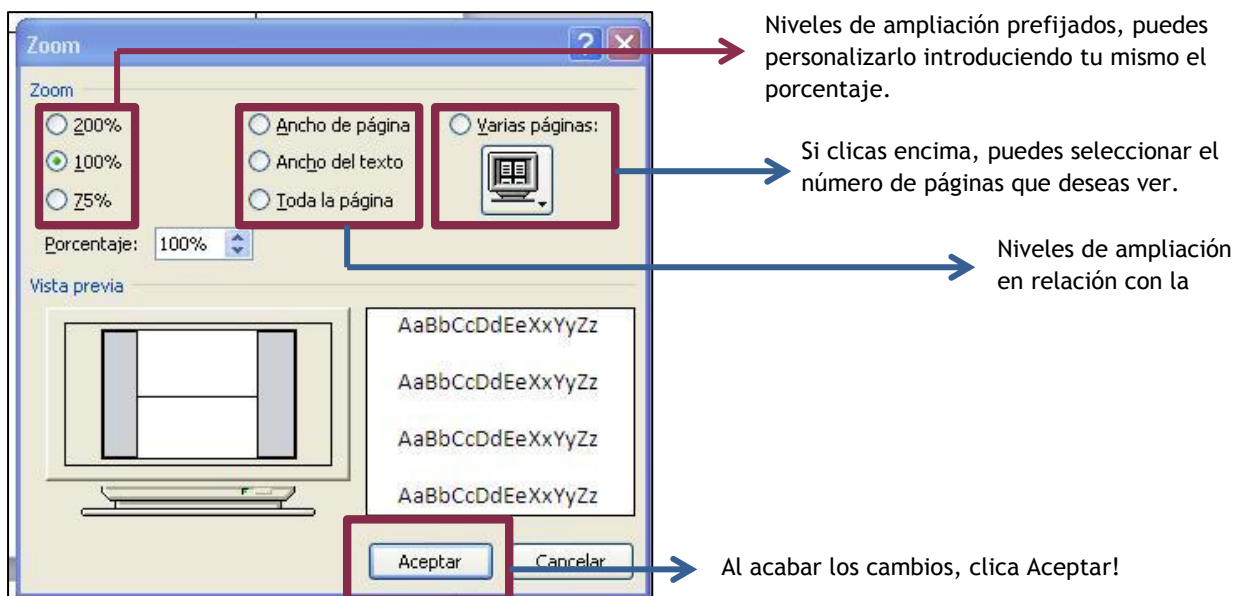 Zoom
Zoom
200%
100%
75%
Ancho de página
Ancho del texto
Toda la página
Varias páginas:
Porcentaje: 100%
Vista previa
AaBbCcDdEeXxYyZz
AaBbCcDdEeXxYyZz
AaBbCcDdEeXxYyZz
AaBbCcDdEeXxYyZz
Aceptar Cancelar
Niveles de ampliación prefijados, puedes
personalizarlo introduciendo tu mismo el
porcentaje.
Si clicas encima, puedes seleccionar el
número de páginas que deseas ver.
Niveles de ampliación
en relación con la
Al acabar los cambios, clica Aceptar!